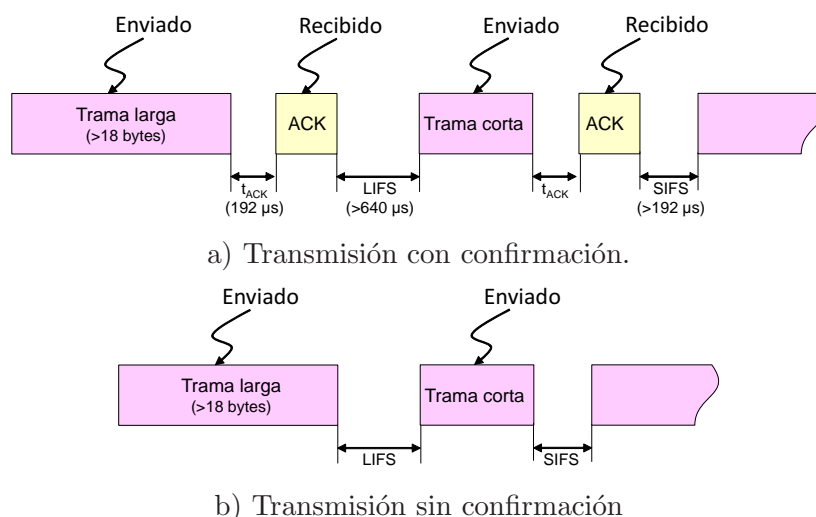 Enviado Recibido Enviado Recibido
Trama larga
(>18 bytes)
ACK
Trama corta
ACK
tACK
(192 µs)
LIFS
(>640 µs)
tACK
SIFS
(>192 µs)
a) Transmisión con confirmación.
Enviado Enviado
Trama larga
(>18 bytes)
Trama corta
LIFS
SIFS
b) Transmisión sin confirmación